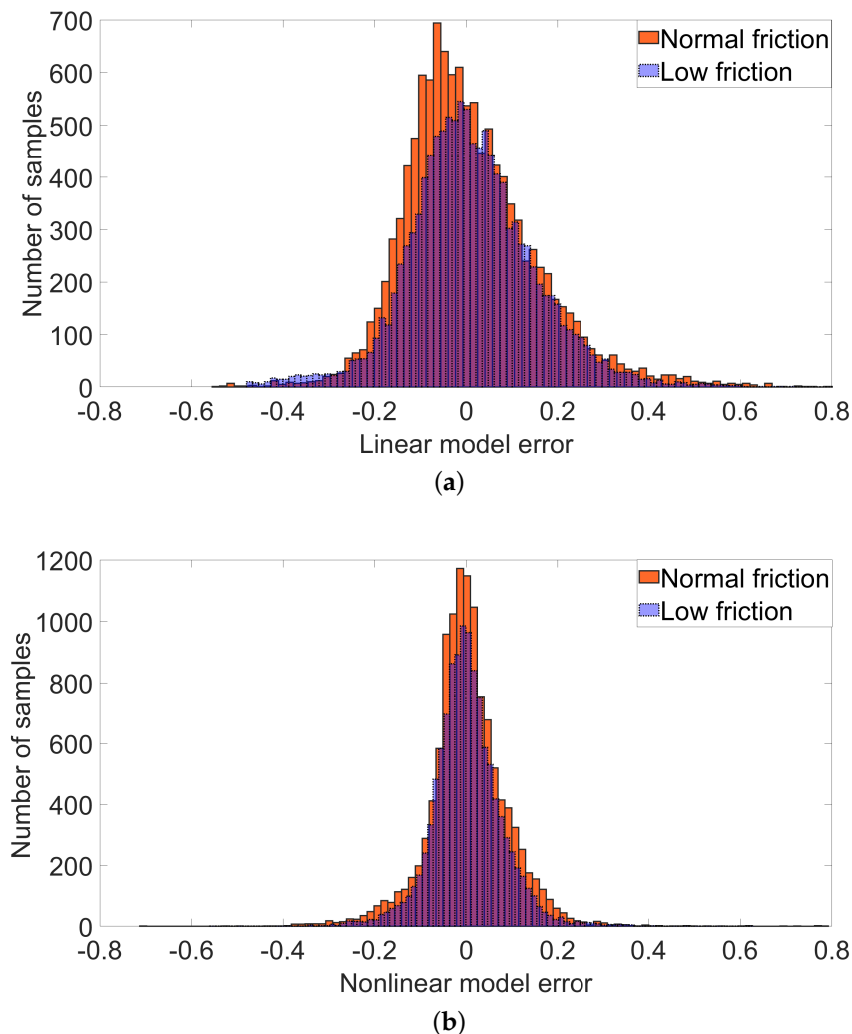 700
600
500
400
300
200
100
0
Number of samples
Normal friction
Low friction
-0.8 -0.6 -0.4 -0.2 0 0.2 0.4 0.6 0.8
Linear model error
(a)
1200
1000
800
600
400
200
0
Number of samples
Normal friction
Low friction
-0.8 -0.6 -0.4 -0.2 0 0.2 0.4 0.6 0.8
Nonlinear model error
(b)